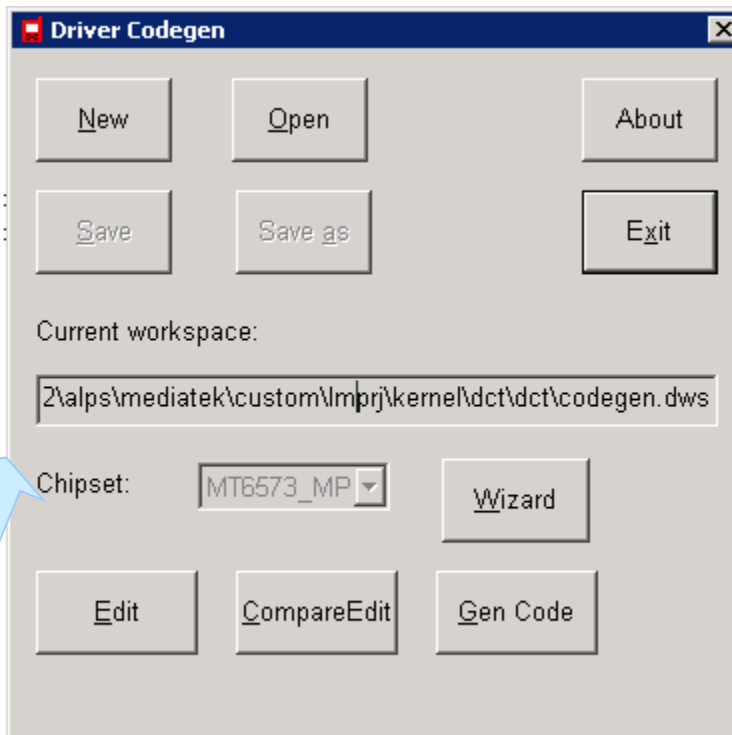 Driver Codegen
New Open About
Save Save as Exit
Current workspace:
2\alps\mediatek\custom\lmprj\kernel\dct\dct\codegen.dws
Chipset: MT6573_MP Wizard
Edit CompareEdit Gen Code